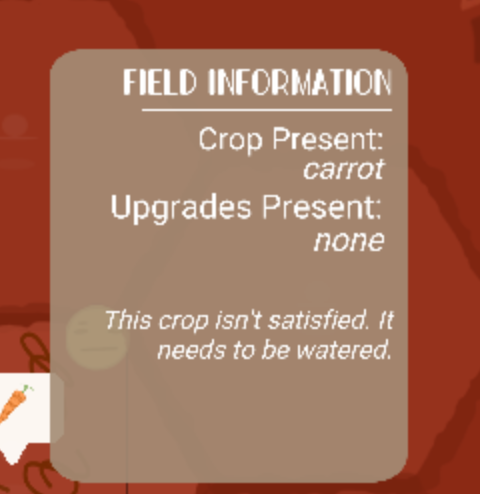 FIELD INFORMATION
Crop Present:
carrot
Upgrades Present:
none
This crop isn't satisfied. It
needs to be watered.